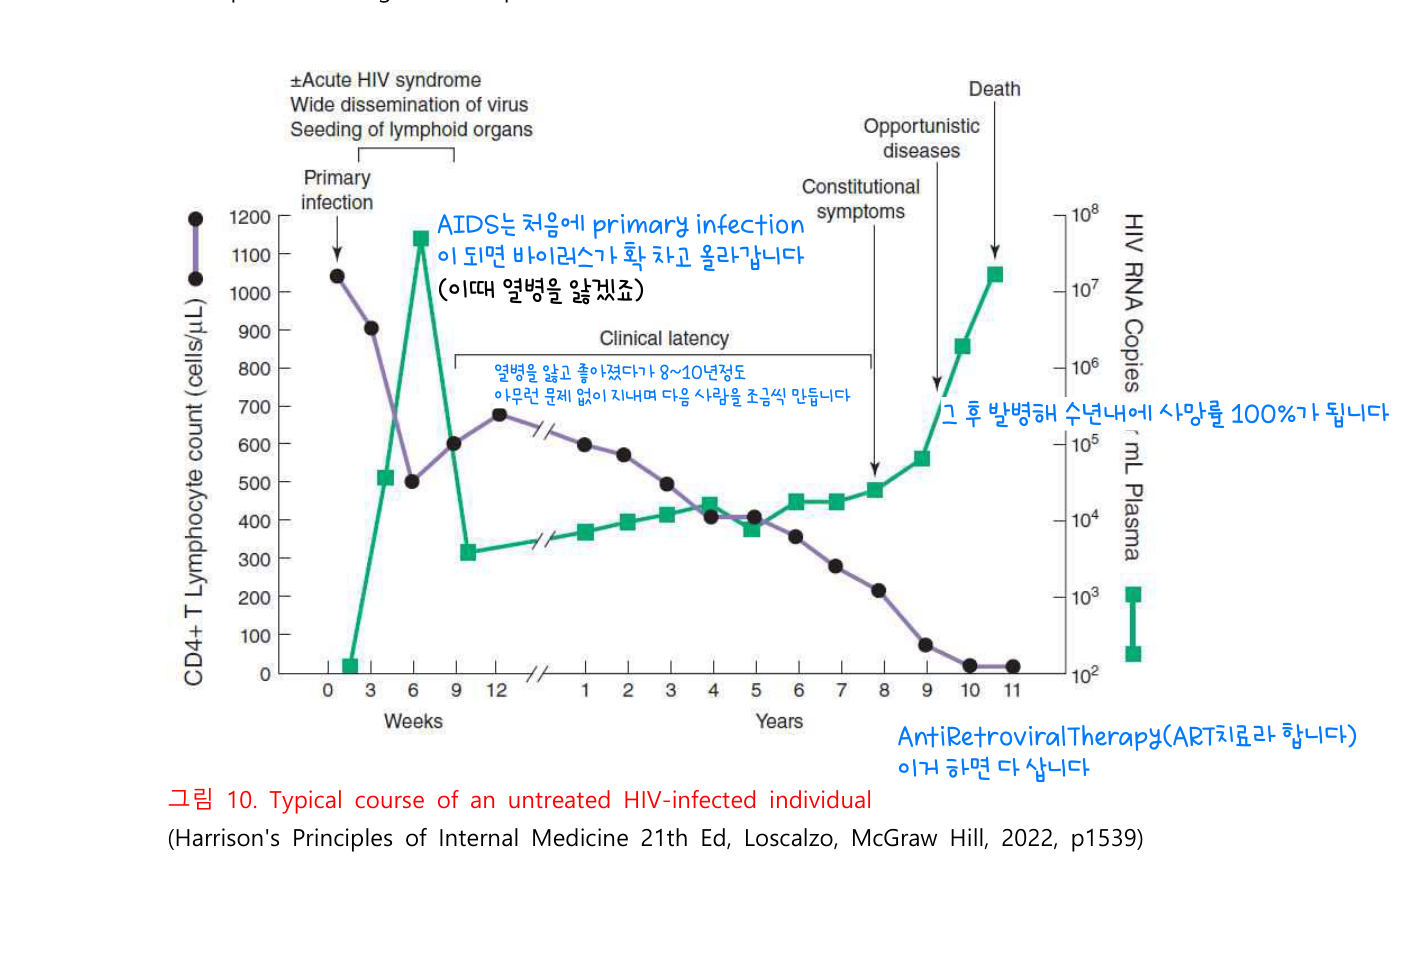 ±Acute HIV syndrome
Wide dissemination of virus
Seeding of lymphoid organs
Death
Opportunistic
diseases
Primary
infection
Constitutional
symptoms
AIDS는 처음에 primary infection
이 되면 바이러스가 확 차고 올라갑니다
(이때 열병을 앓겠죠)
Clinical latency
열병을 앓고 좋아졌다가 8~10년정도
아무런 문제 없이 지내며 다음 사람을 조금씩 만듭니다
그 후 발병해 수년내에 사망률 100%가 됩니다
CD4+ T Lymphocyte count (cells/μL)
1200
1100
1000
900
800
700
600
500
400
300
200
100
0
10⁸
10⁷
10⁶
10⁵
10⁴
10³
10²
HIV RNA Copies
mL Plasma
0 3 6 9 12 1 2 3 4 5 6 7 8 9 10 11
Weeks Years
AntiRetroviralTherapy(ART치료라 합니다)
이거 하면 다 삽니다
그림 10. Typical course of an untreated HIV-infected individual
(Harrison's Principles of Internal Medicine 21th Ed, Loscalzo, McGraw Hill, 2022, p1539)